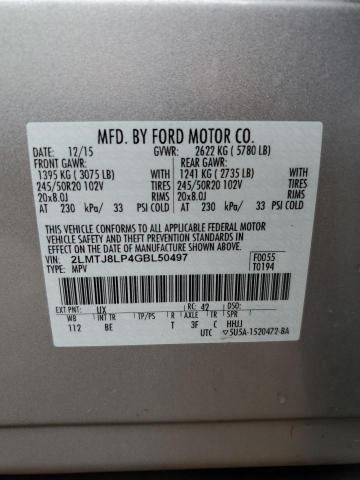 MFD. BY FORD MOTOR CO.
DATE: 12/15 GVWR: 2622 KG ( 5780 LB)
FRONT GAWR: REAR GAWR:
1395 KG ( 3075 LB) WITH 1241 KG ( 2735 LB) WITH
245/50R20 102V TIRES 245/50R20 102V TIRES
20x8.0J RIMS 20x8.0J RIMS
AT 230 kPa/ 33 PSI COLD AT 230 kPa/ 33 PSI COLD
THIS VEHICLE CONFORMS TO ALL APPLICABLE FEDERAL MOTOR
VEHICLE SAFETY AND BUMPER STANDARDS IN EFFECT ON THE DATE
OF MANUFACTURE SHOWN ABOVE.
VIN: 2LMTJ8LP4GBL50497 F0055
TYPE: MPV T0194
EXT PNT: UX RC: 42 DSO:
WB INT TR TP/PS R AXLE TR SPR
112 BE T 3F C HHJJ
UTC 5U5A-1520472-BA